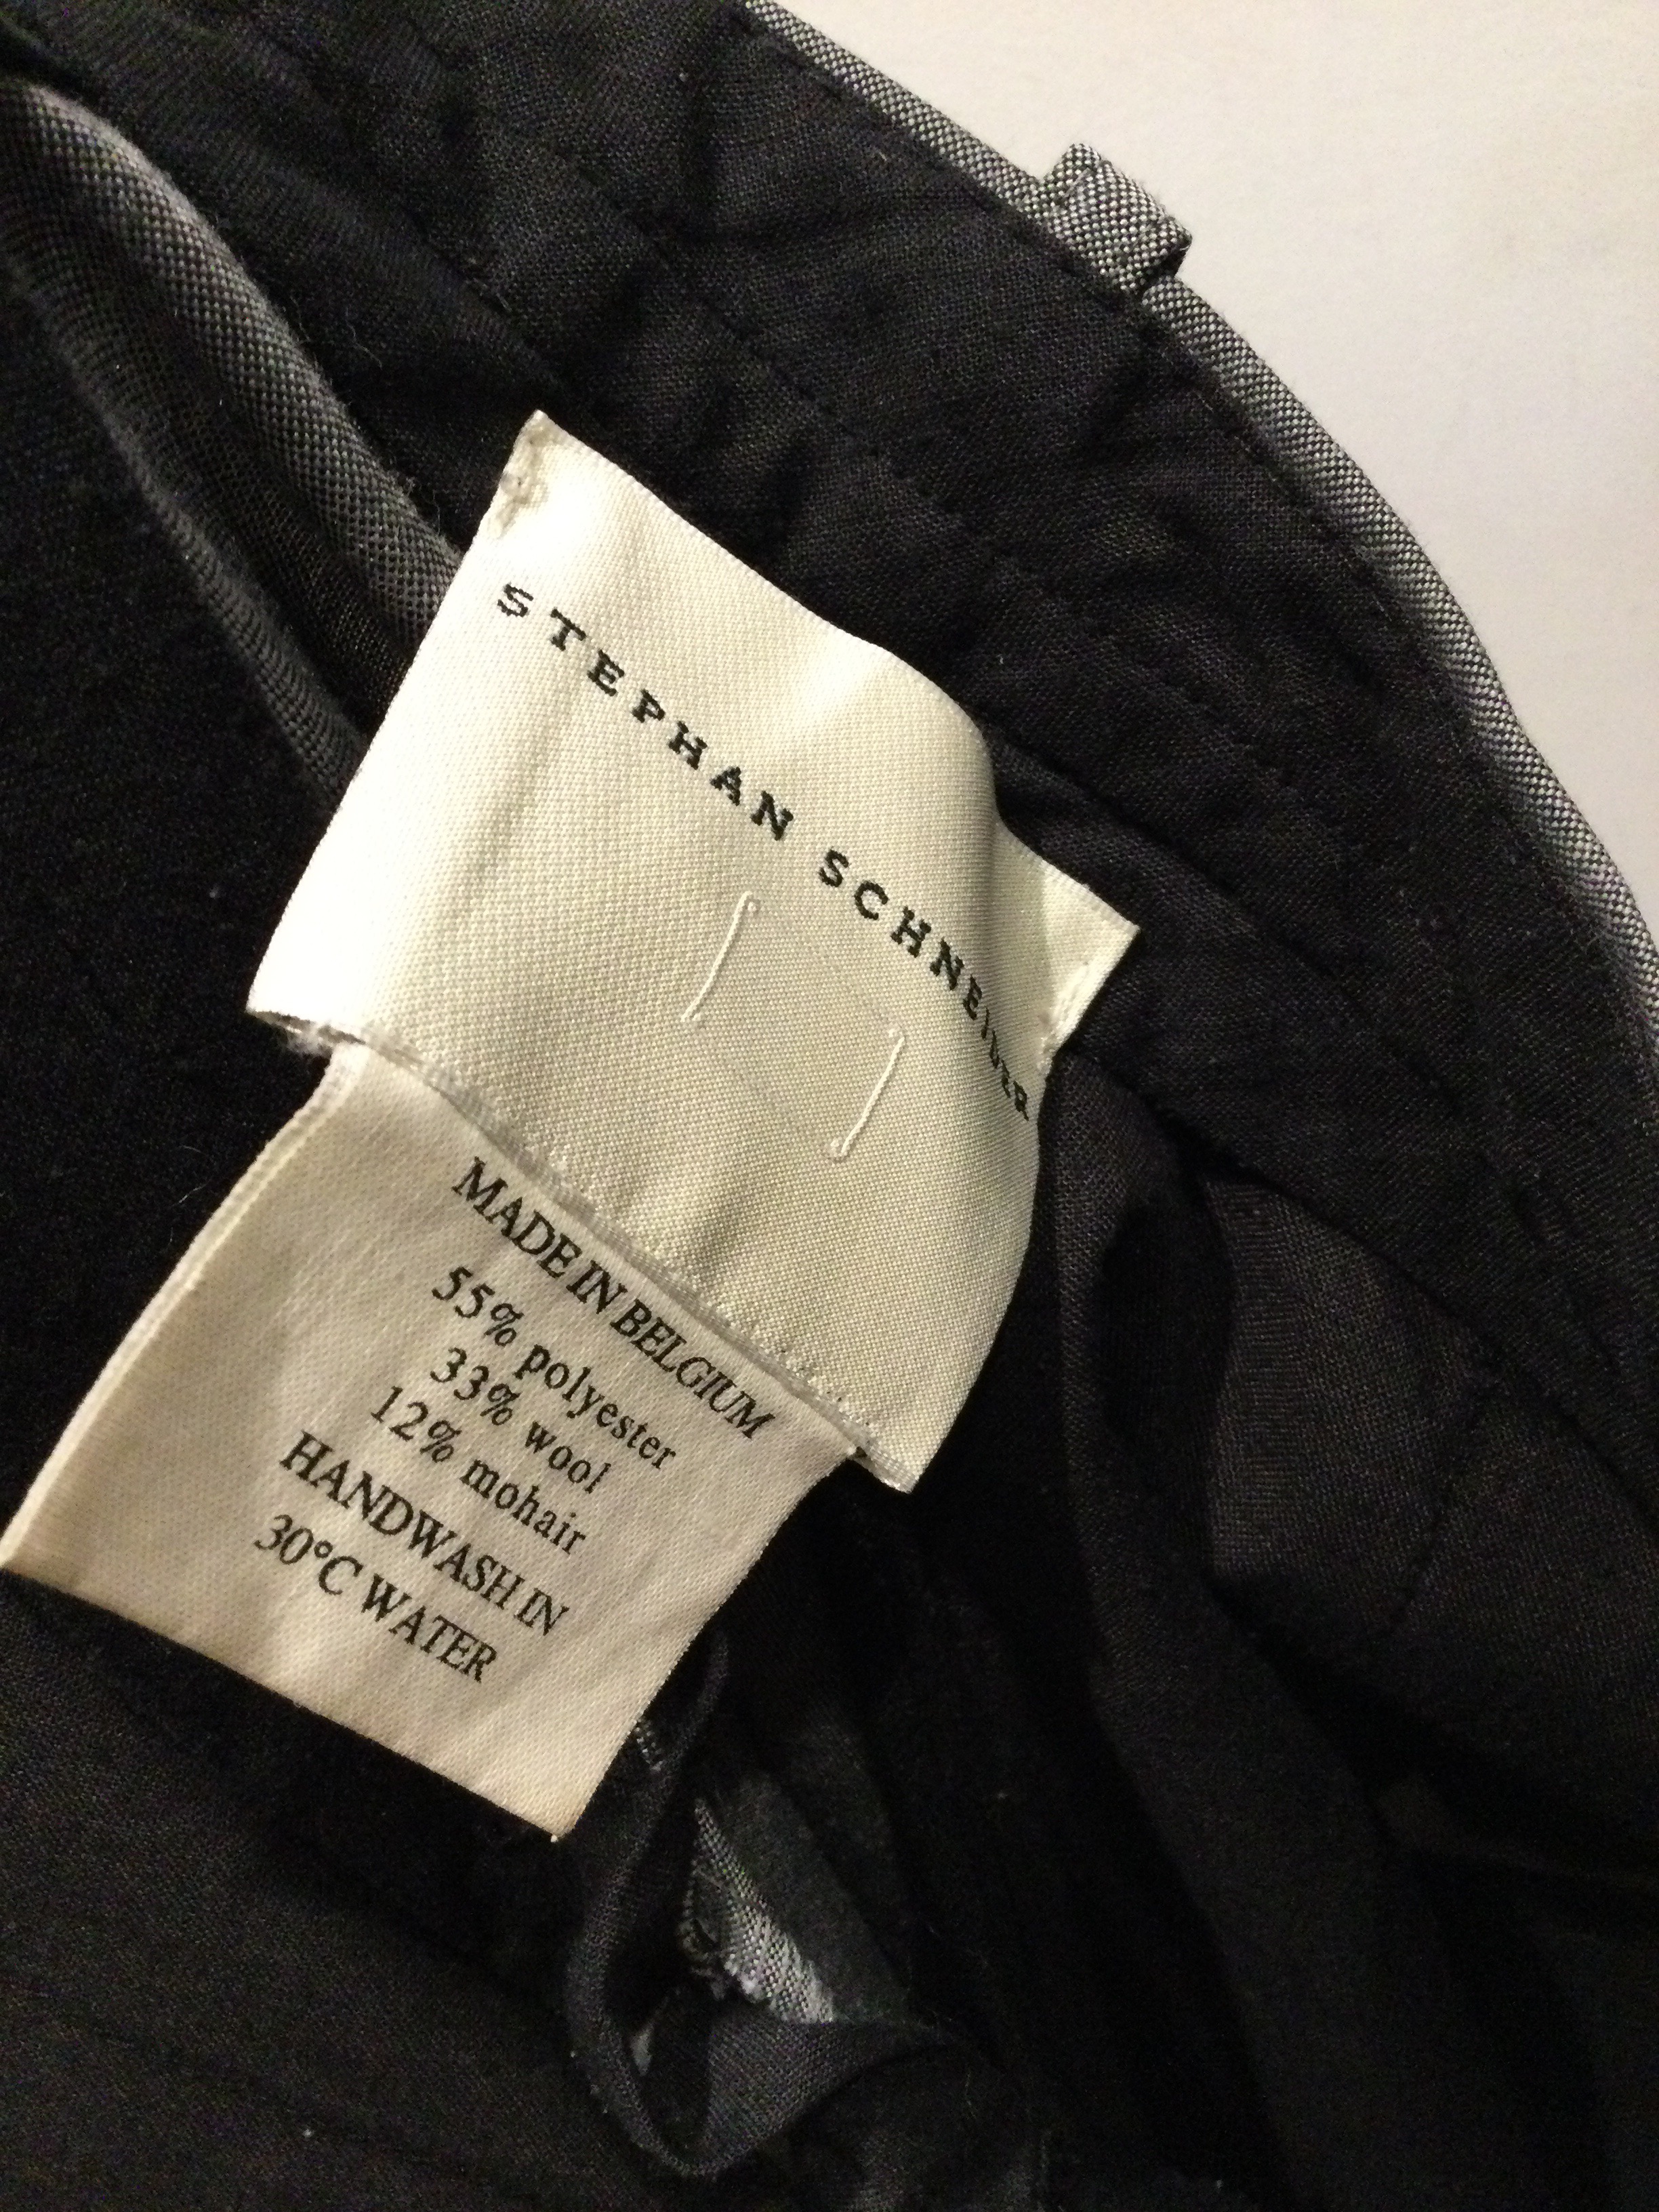 STEPHAN SCHNEIDER
MADE IN BELGIUM
55% polyester
33% wool
12% mohair
HANDWASH IN
30°C WATER